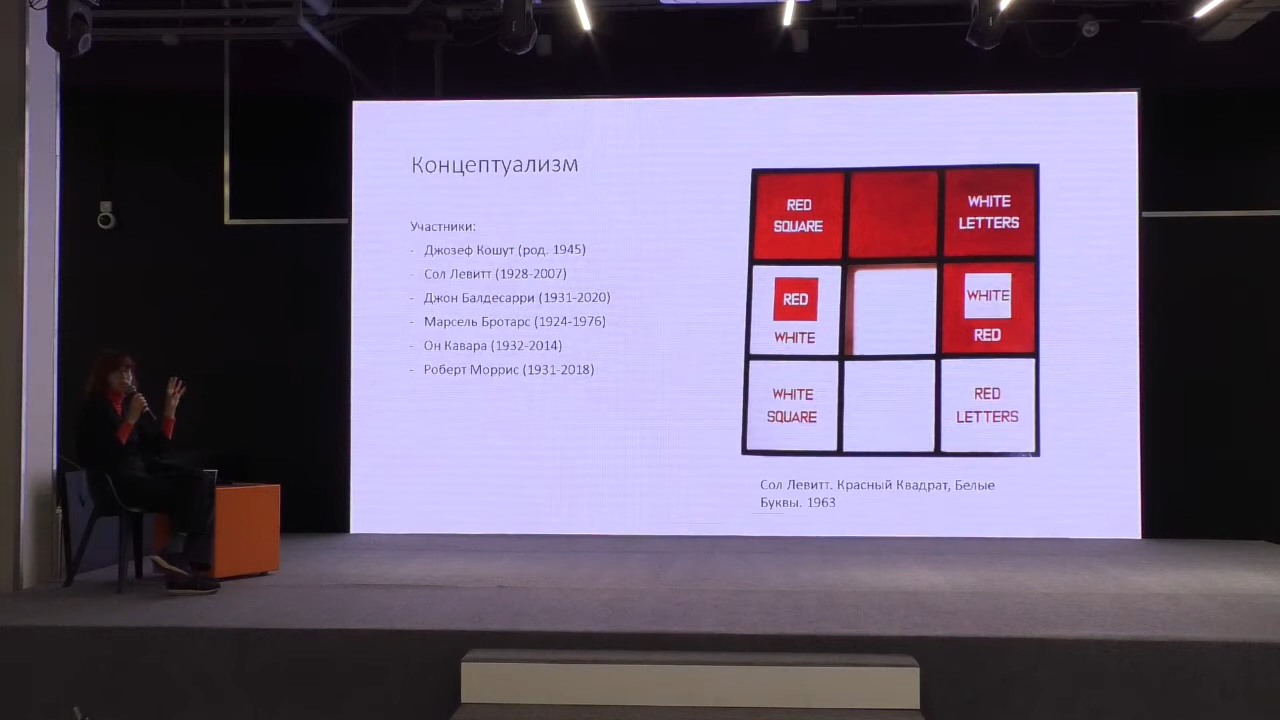 Концептуализм
Участники:
- Джозеф Кошут (род. 1945)
- Сол Левитт (1928-2007)
- Джон Балдесарри (1931-2020)
- Марсель Бротарс (1924-1976)
- Он Кавара (1932-2014)
- Роберт Моррис (1931-2018)
RED
SQUARE
WHITE
LETTERS
RED
WHITE
WHITE
RED
WHITE
SQUARE
RED
LETTERS
Сол Левитт. Красный Квадрат, Белые
Буквы. 1963